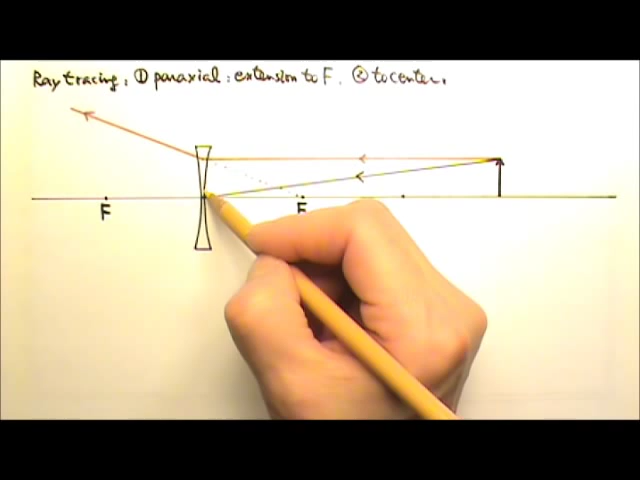 Ray tracing: ① paraxial: extension to F. ② to center.
F F